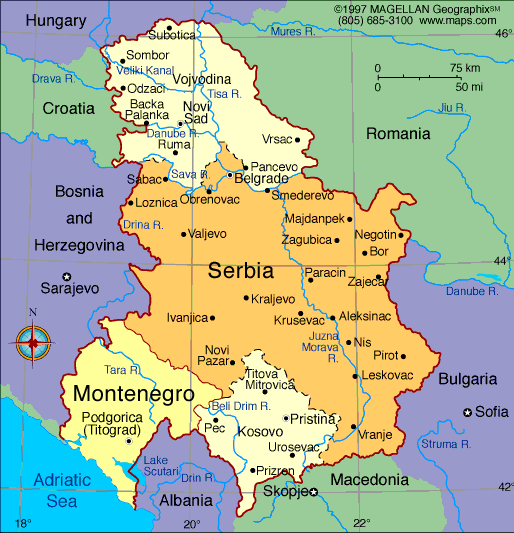 ©1997 MAGELLAN Geographix℠
(805) 685-3100 www.maps.com
Hungary
Subotica
Mures R.
46°
Sombor
Veliki Kanal
Drava R.
Vojvodina
0 75 km
0 50 mi
Odzaci
Tisa R.
Backa
Palanka
Novi
Sad
Croatia
Jiu R.
Danube R.
Ruma
Vrsac
Romania
Pancevo
Sabac
Sava R.
Belgrade
Bosnia
and
Herzegovina
Loznica
Obrenovac
Smederevo
Majdanpek
Drina R.
Valjevo
Zagubica
Negotin
Bor
44°
Serbia
Sarajevo
Paracin
Zajecar
Danube R.
Kraljevo
Ivanjica
Krusevac
Aleksinac
N
Juzna
Morava
R.
Nis
Novi
Pazar
Pirot
Tara R.
Titova
Mitrovica
Leskovac
Bulgaria
Montenegro
Beli Drim R.
Podgorica
(Titograd)
Pec
Kosovo
Pristina
Sofia
Vranje
Struma R.
Urosevac
Lake
Scutari
Prizren
Adriatic
Sea
Drin R.
Macedonia
Albania
Skopje
42°
18°
20°
22°